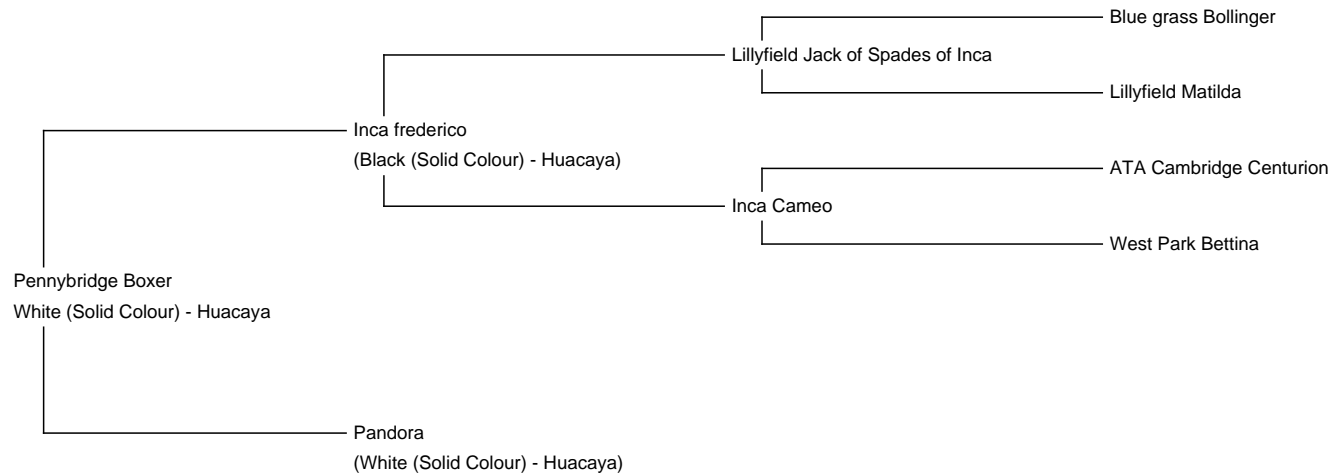 Blue grass Bollinger
Lillyfield Jack of Spades of Inca
Lillyfield Matilda
Inca frederico
(Black (Solid Colour) - Huacaya)
ATA Cambridge Centurion
Inca Cameo
West Park Bettina
Pennybridge Boxer
White (Solid Colour) - Huacaya
Pandora
(White (Solid Colour) - Huacaya)